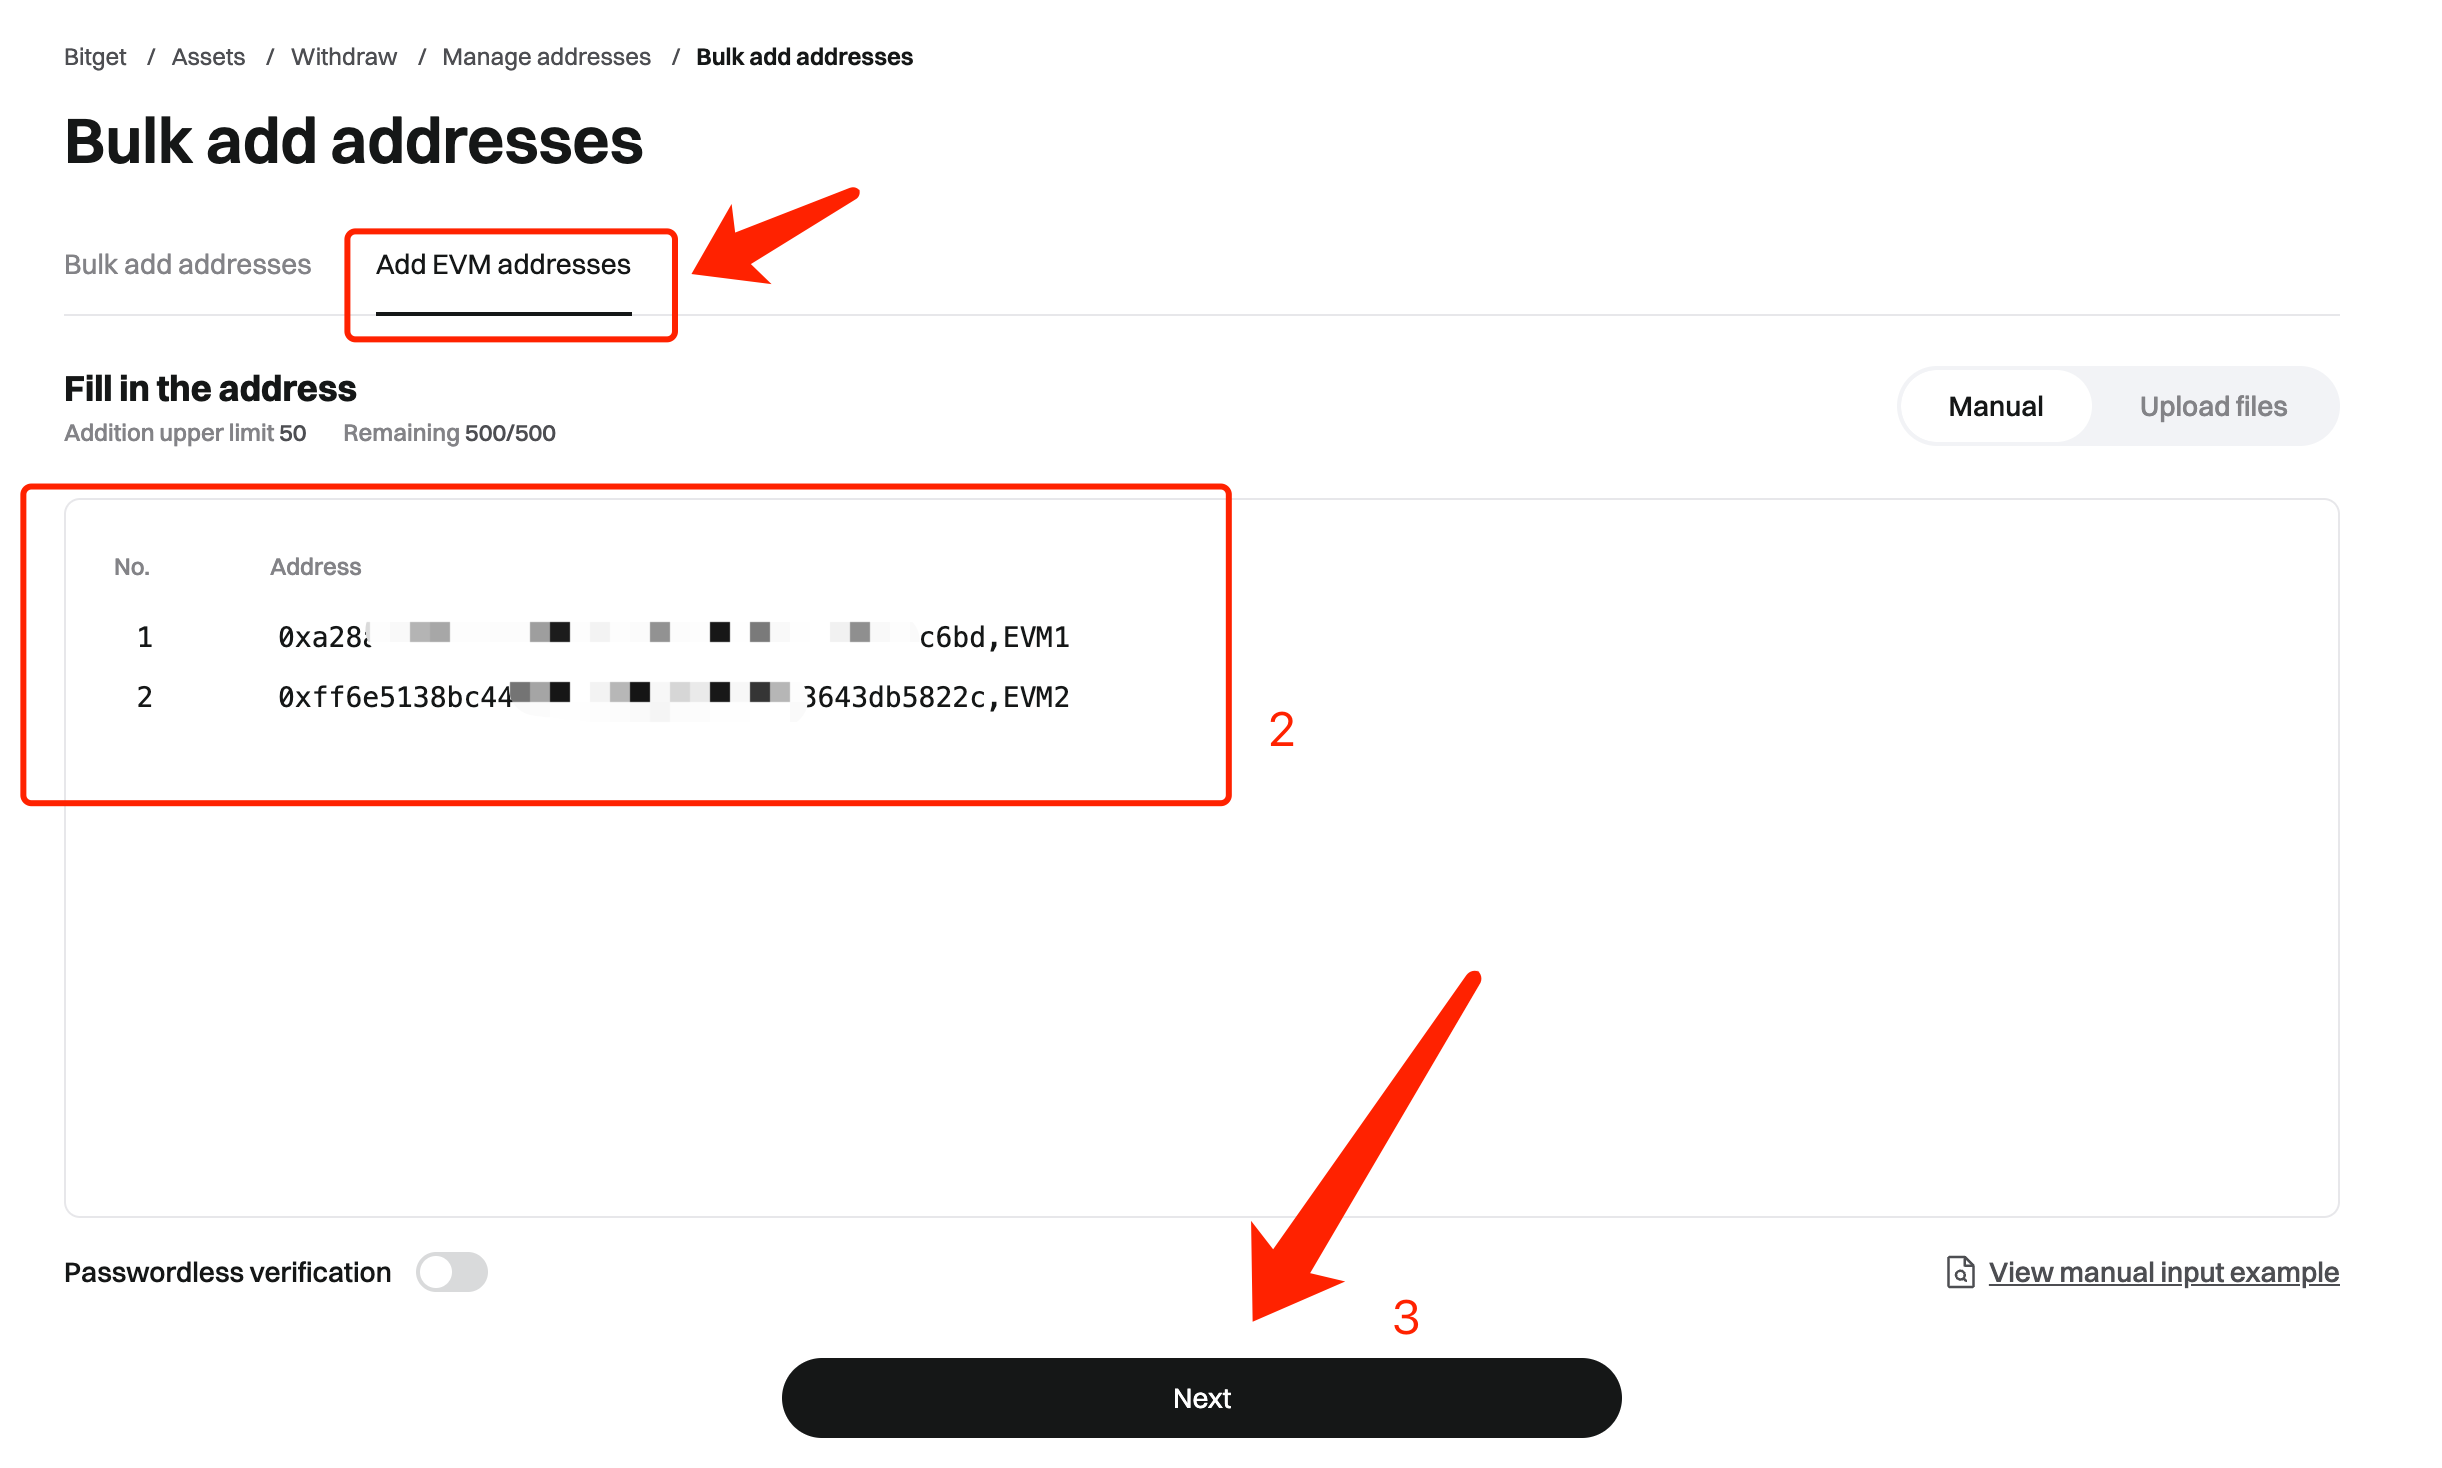 Bitget / Assets / Withdraw / Manage addresses / Bulk add addresses
Bulk add addresses
Bulk add addresses Add EVM addresses
Fill in the address
Addition upper limit 50 Remaining 500/500
Manual Upload files
No. Address
1 0xa28 c6bd,EVM1
2 0xff6e5138bc44 3643db5822c,EVM2
2
Passwordless verification
View manual input example
3
Next